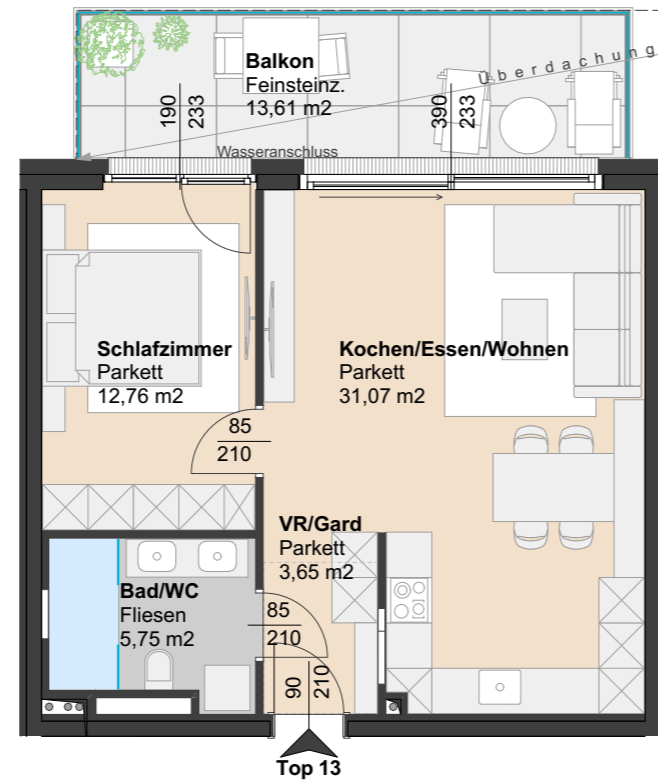 Balkon
Feinsteinz.
13,61 m2
Überdachung
190
233
390
233
Wasseranschluss
Schlafzimmer
Parkett
12,76 m2
Kochen/Essen/Wohnen
Parkett
31,07 m2
85
210
VR/Gard
Parkett
3,65 m2
Bad/WC
Fliesen
5,75 m2
85
210
90
210
Top 13